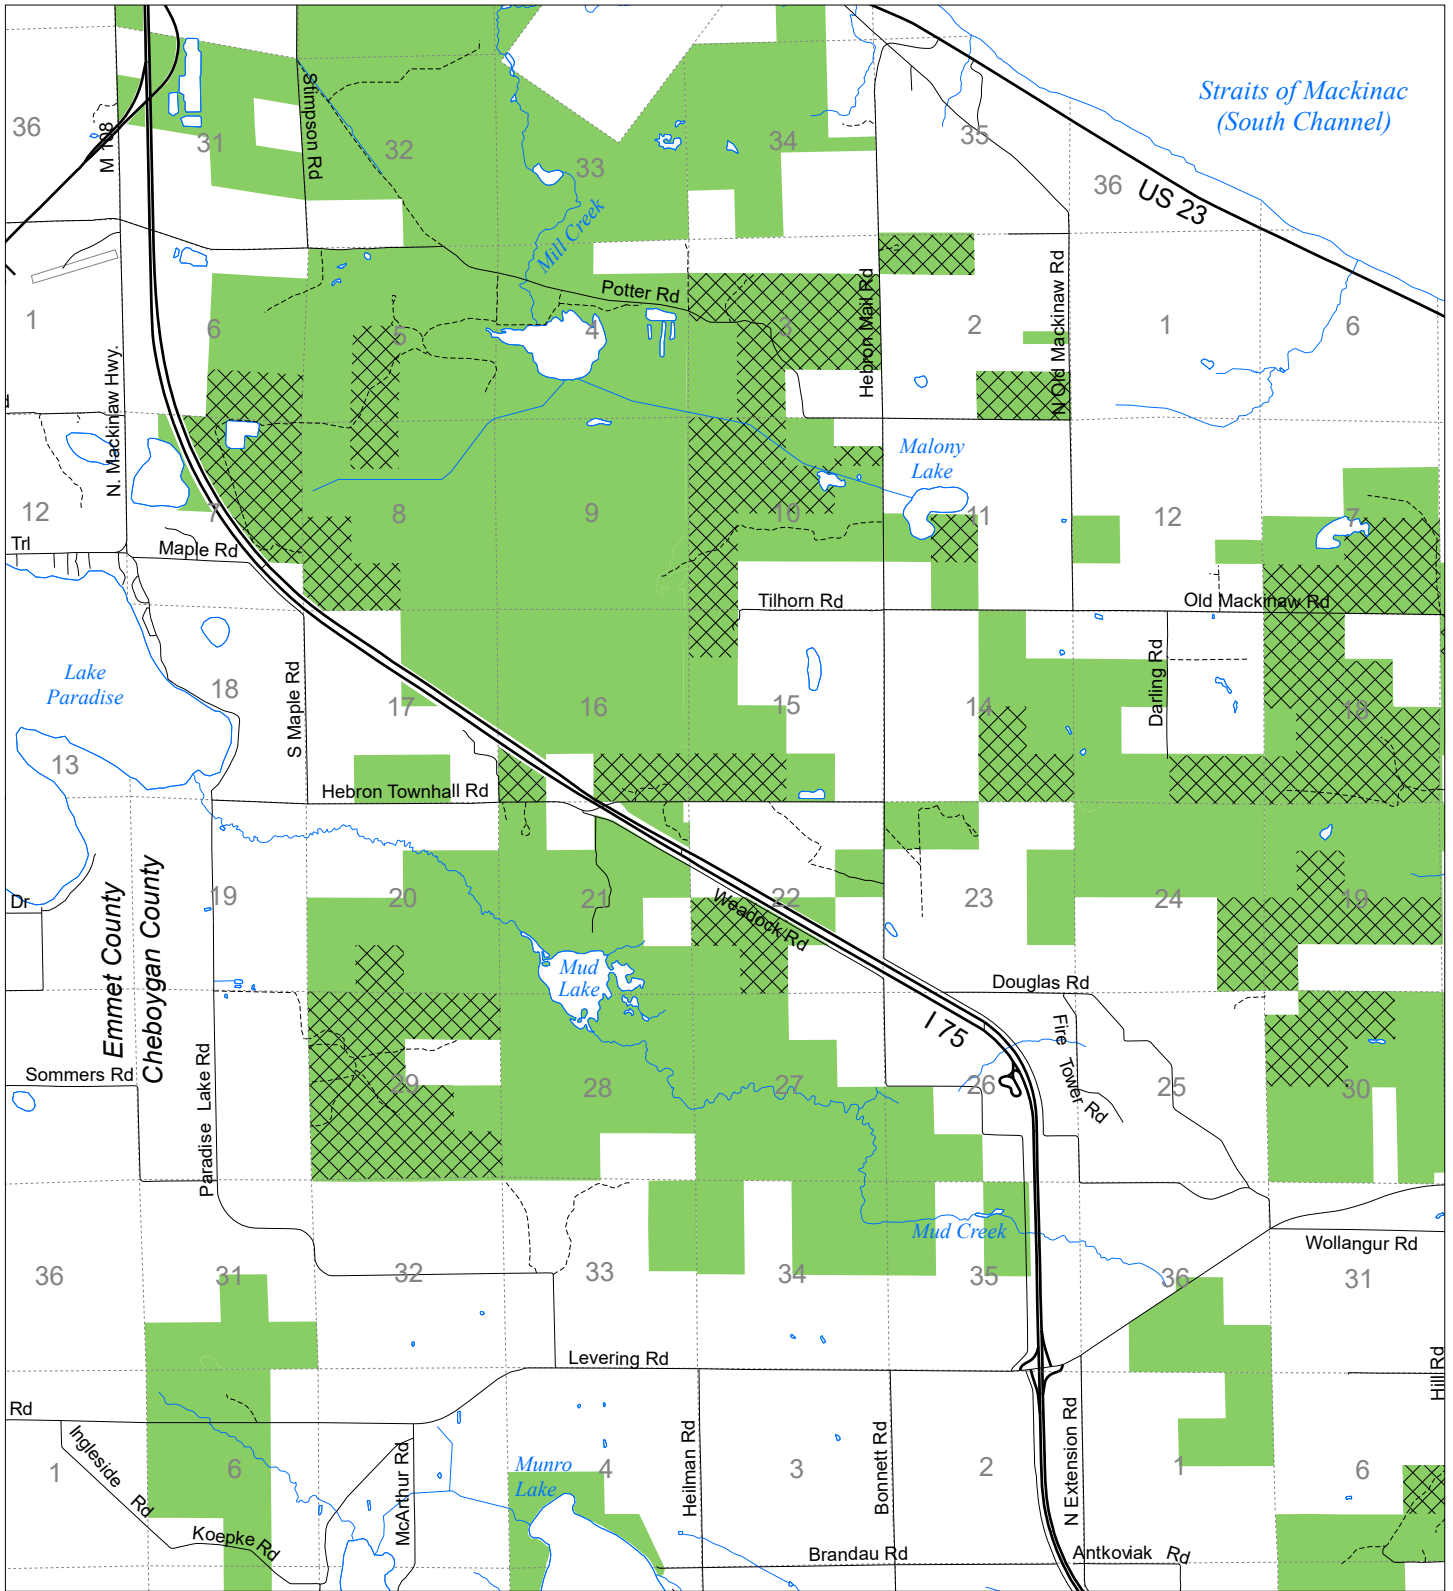 Straits of Mackinac
(South Channel)
36
M 108
31
Stimpson Rd
32
33
34
35
36
US 23
Mill Creek
1
6
5
4
Potter Rd
3
Hebron Mail Rd
2
N Old Mackinaw Rd
1
6
N. Mackinaw Hwy.
Malony
Lake
12
7
8
9
10
11
12
7
Trl
Maple Rd
Tilhorn Rd
Old Mackinaw Rd
Lake
Paradise
18
S Maple Rd
17
16
15
14
Darling Rd
18
13
Hebron Townhall Rd
Emmet County
Cheboygan County
Dr
19
20
21
22
Weadock Rd
23
24
19
Mud
Lake
Douglas Rd
I 75
Fire Tower Rd
Sommers Rd
Paradise Lake Rd
29
28
27
26
25
30
Mud Creek
Wollangur Rd
36
31
32
33
34
35
36
31
Levering Rd
Hill Rd
Rd
Ingleside Rd
1
6
Koepke Rd
McArthur Rd
Munro
Lake
4
Heilman Rd
3
Bonnett Rd
2
N Extension Rd
1
6
Brandau Rd
Antkoviak Rd